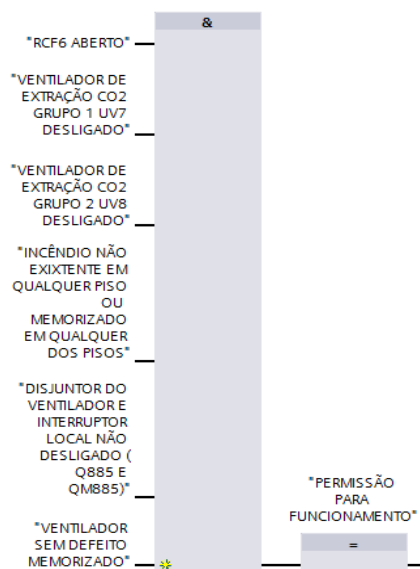 &
"RCF6 ABERTO"
"VENTILADOR DE
EXTRAÇÃO CO2
GRUPO 1 UV7
DESLIGADO"
"VENTILADOR DE
EXTRAÇÃO CO2
GRUPO 2 UV8
DESLIGADO"
"INCÊNDIO NÃO
EXIXTENTE EM
QUALQUER PISO
OU
MEMORIZADO
EM QUALQUER
DOS PISOS"
"DISJUNTOR DO
VENTILADOR E
INTERRUPTOR
LOCAL NÃO
DESLIGADO (
Q885 E
QM885)"
"VENTILADOR
SEM DEFEITO
MEMORIZADO"
"PERMISSÃO
PARA
FUNCIONAMENTO"
=